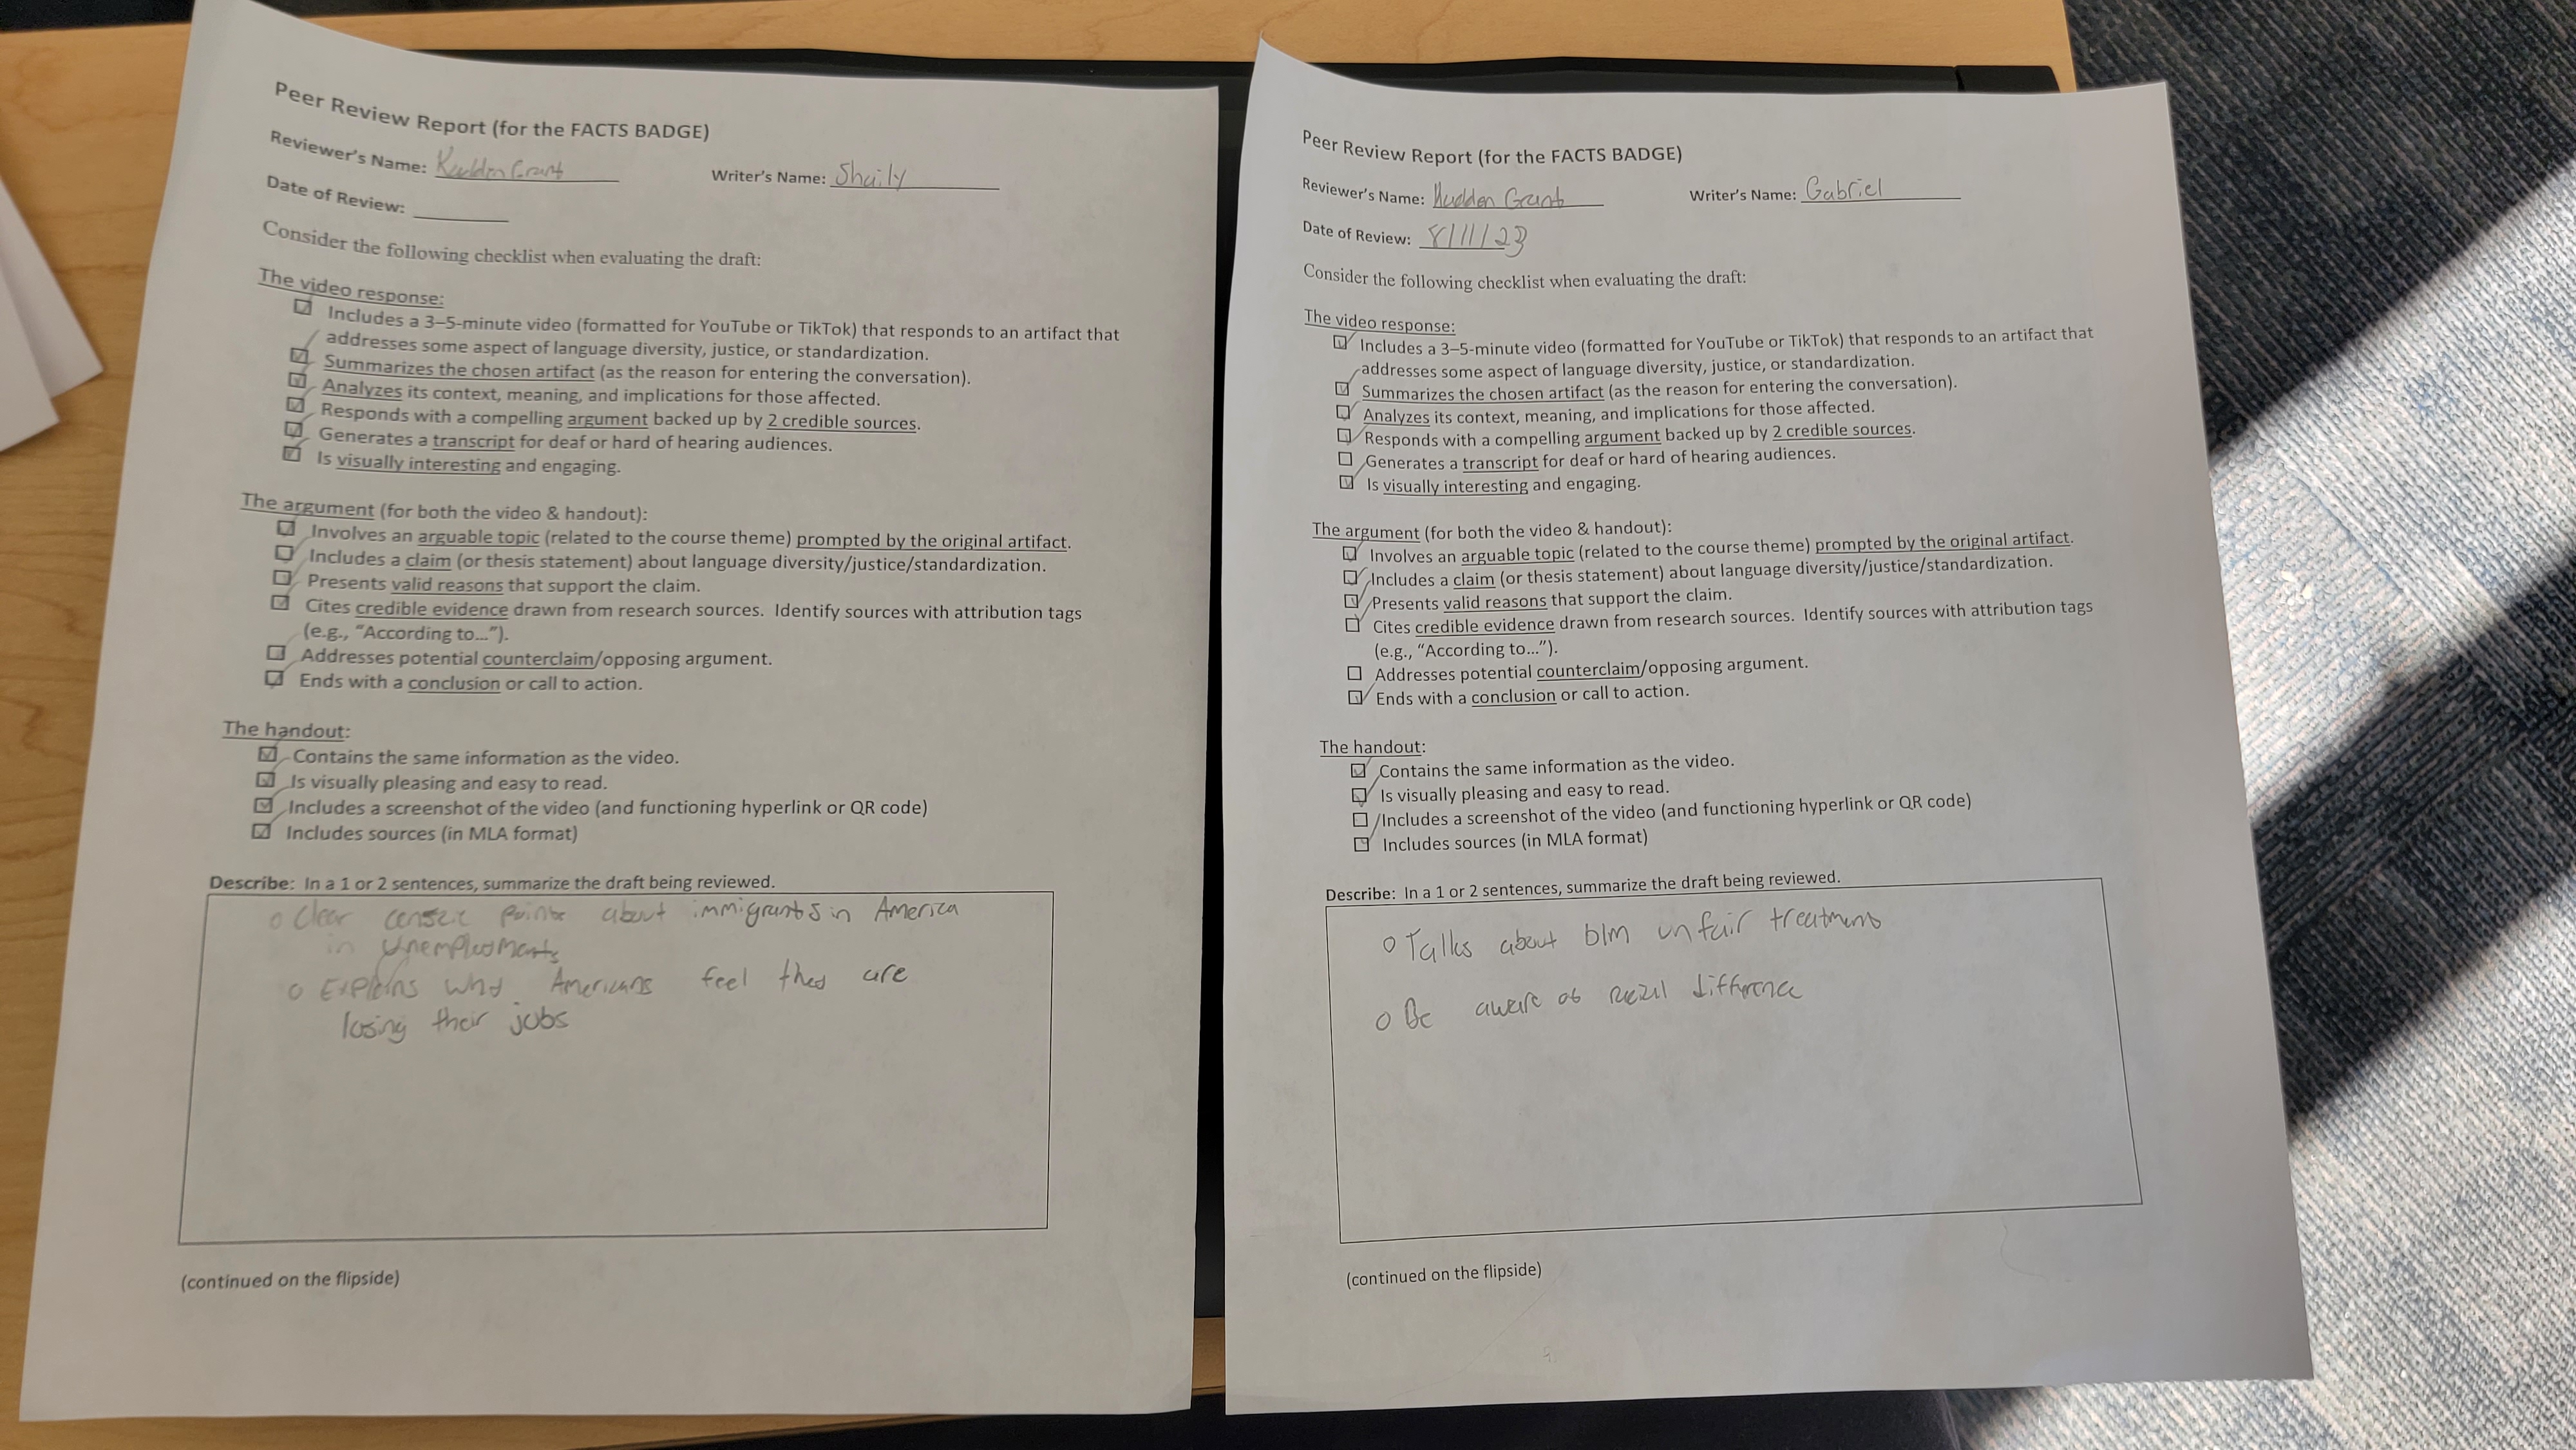 Peer Review Report (for the FACTS BADGE)
Reviewer's Name: Writer's Name: Shaily
Date of Review:
Consider the following checklist when evaluating the draft:
The video response:
☑ Includes a 3–5-minute video (formatted for YouTube or TikTok) that responds to an artifact that
addresses some aspect of language diversity, justice, or standardization.
☑ Summarizes the chosen artifact (as the reason for entering the conversation).
☑ Analyzes its context, meaning, and implications for those affected.
☑ Responds with a compelling argument backed up by 2 credible sources.
☑ Generates a transcript for deaf or hard of hearing audiences.
☑ Is visually interesting and engaging.
The argument (for both the video & handout):
☑ Involves an arguable topic (related to the course theme) prompted by the original artifact.
☑ Includes a claim (or thesis statement) about language diversity/justice/standardization.
☑ Presents valid reasons that support the claim.
☑ Cites credible evidence drawn from research sources. Identify sources with attribution tags
(e.g., "According to...").
☐ Addresses potential counterclaim/opposing argument.
☑ Ends with a conclusion or call to action.
The handout:
☑ Contains the same information as the video.
☑ Is visually pleasing and easy to read.
☑ Includes a screenshot of the video (and functioning hyperlink or QR code)
☑ Includes sources (in MLA format)
Describe: In a 1 or 2 sentences, summarize the draft being reviewed.
o Clear points about immigrants in America
in
o Explains why Americans feel they are
losing their jobs
(continued on the flipside)
Peer Review Report (for the FACTS BADGE)
Reviewer's Name: Writer's Name: Gabriel
Date of Review: 8/11/23
Consider the following checklist when evaluating the draft:
The video response:
☑ Includes a 3–5-minute video (formatted for YouTube or TikTok) that responds to an artifact that
addresses some aspect of language diversity, justice, or standardization.
☑ Summarizes the chosen artifact (as the reason for entering the conversation).
☑ Analyzes its context, meaning, and implications for those affected.
☑ Responds with a compelling argument backed up by 2 credible sources.
☐ Generates a transcript for deaf or hard of hearing audiences.
☑ Is visually interesting and engaging.
The argument (for both the video & handout):
☑ Involves an arguable topic (related to the course theme) prompted by the original artifact.
☑ Includes a claim (or thesis statement) about language diversity/justice/standardization.
☑ Presents valid reasons that support the claim.
☑ Cites credible evidence drawn from research sources. Identify sources with attribution tags
(e.g., "According to...").
☐ Addresses potential counterclaim/opposing argument.
☑ Ends with a conclusion or call to action.
The handout:
☑ Contains the same information as the video.
☑ Is visually pleasing and easy to read.
☐ Includes a screenshot of the video (and functioning hyperlink or QR code)
☑ Includes sources (in MLA format)
Describe: In a 1 or 2 sentences, summarize the draft being reviewed.
o Talks about blm unfair treatment
o Be aware of difference
(continued on the flipside)